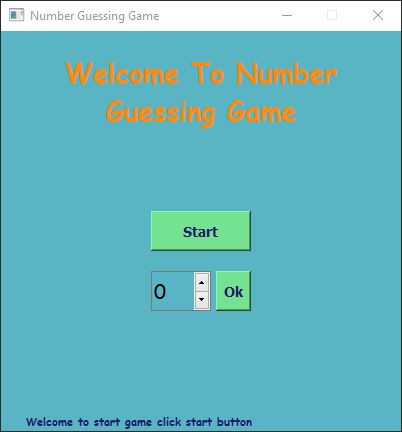 Number Guessing Game
Welcome To Number
Guessing Game
Start
0
Ok
Welcome to start game click start button